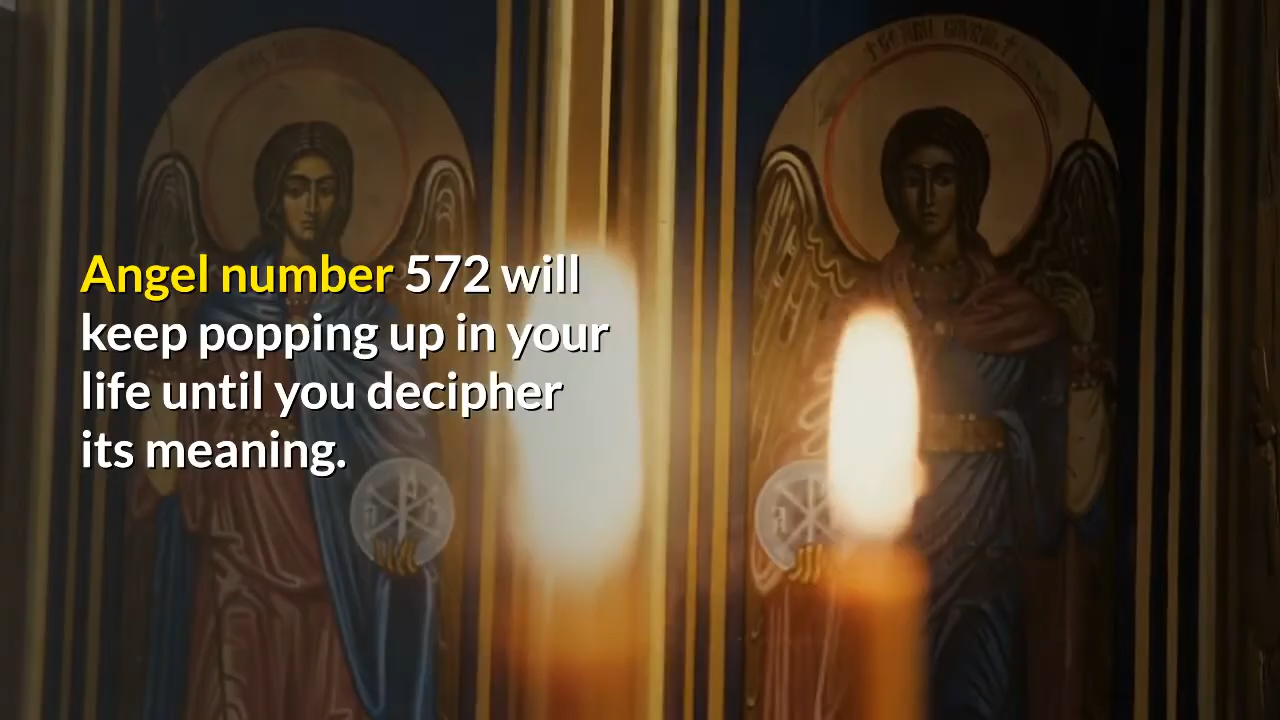 Angel number 572 will
keep popping up in your
life until you decipher
its meaning.